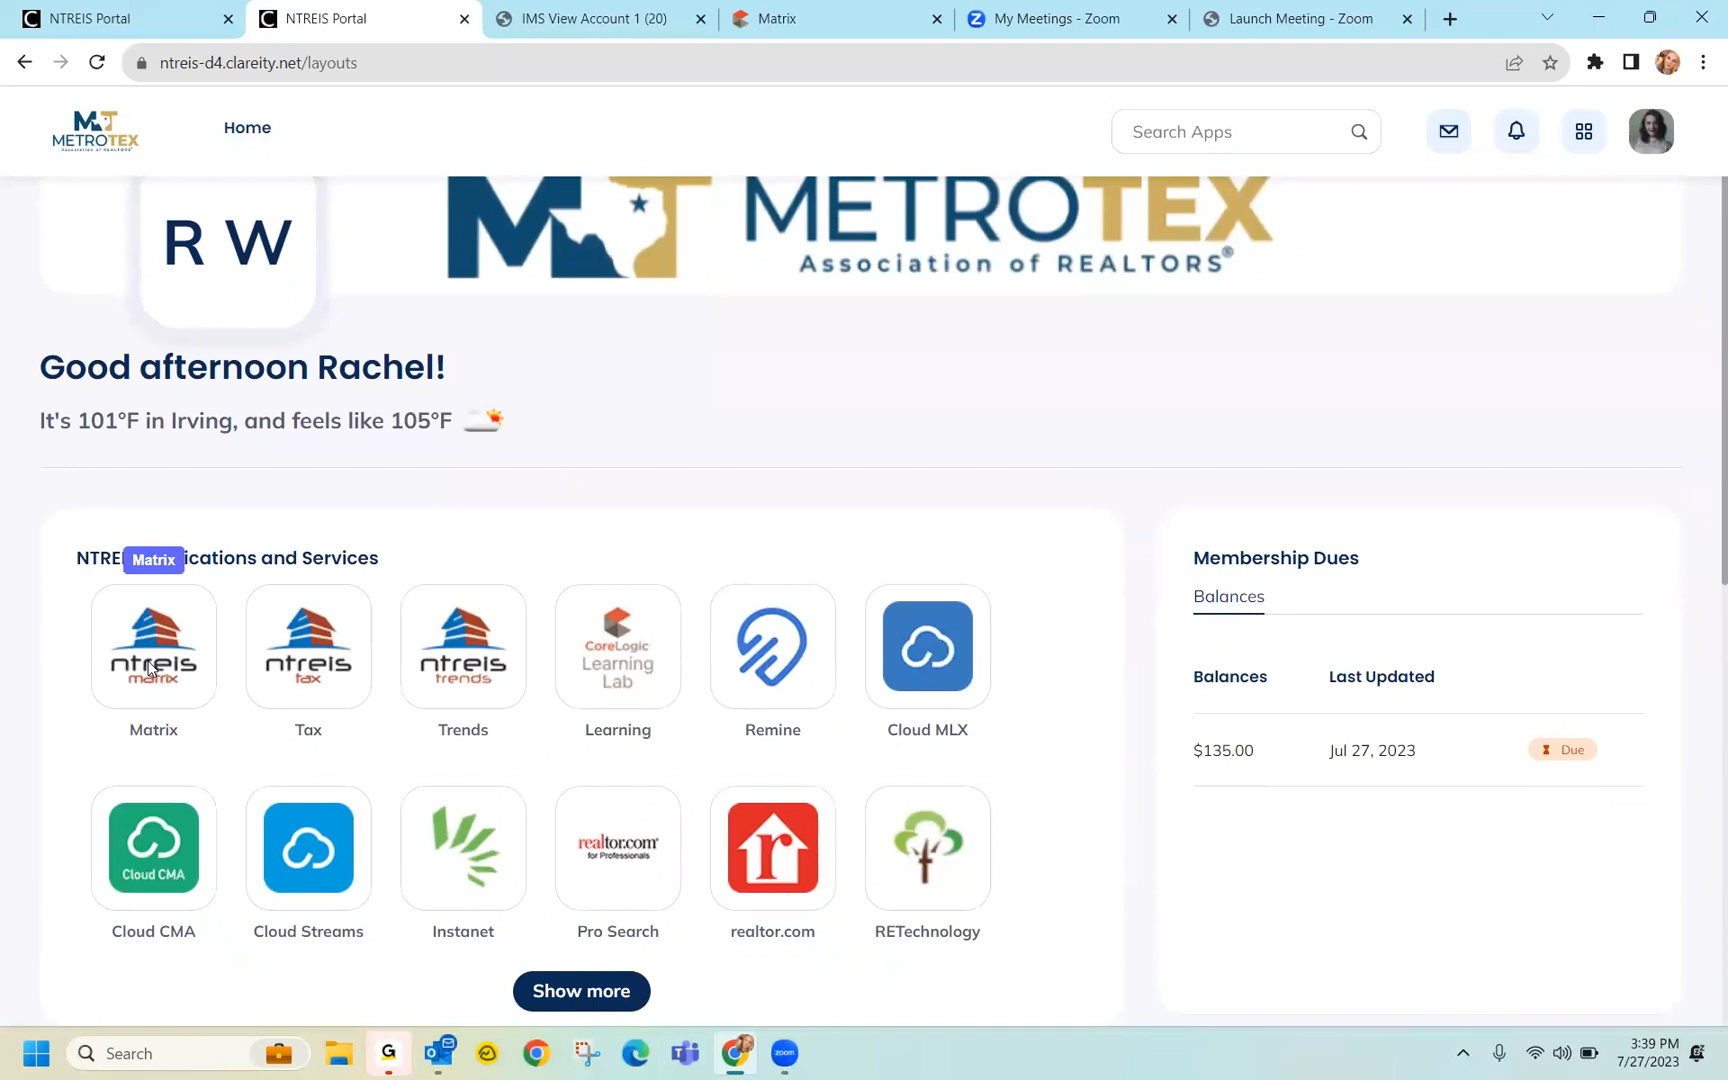 NTREIS Portal
NTREIS Portal
IMS View Account 1 (20)
Matrix
My Meetings - Zoom
Launch Meeting - Zoom
ntreis-d4.clareity.net/layouts
METROTEX
Association of REALTORS®
Home
Search Apps
R W
METROTEX
Association of REALTORS®
Good afternoon Rachel!
It's 101°F in Irving, and feels like 105°F
NTREI
Matrix
ications and Services
Membership Dues
Balances
ntreis
matrix
ntreis
tax
ntreis
trends
CoreLogic
Learning
Lab
Balances
Last Updated
Matrix
Tax
Trends
Learning
Remine
Cloud MLX
$135.00
Jul 27, 2023
Due
Cloud CMA
realtor.com®
for Professionals
r
Cloud CMA
Cloud Streams
Instanet
Pro Search
realtor.com
RETechnology
Show more
Search
G
zoom
3:39 PM
7/27/2023